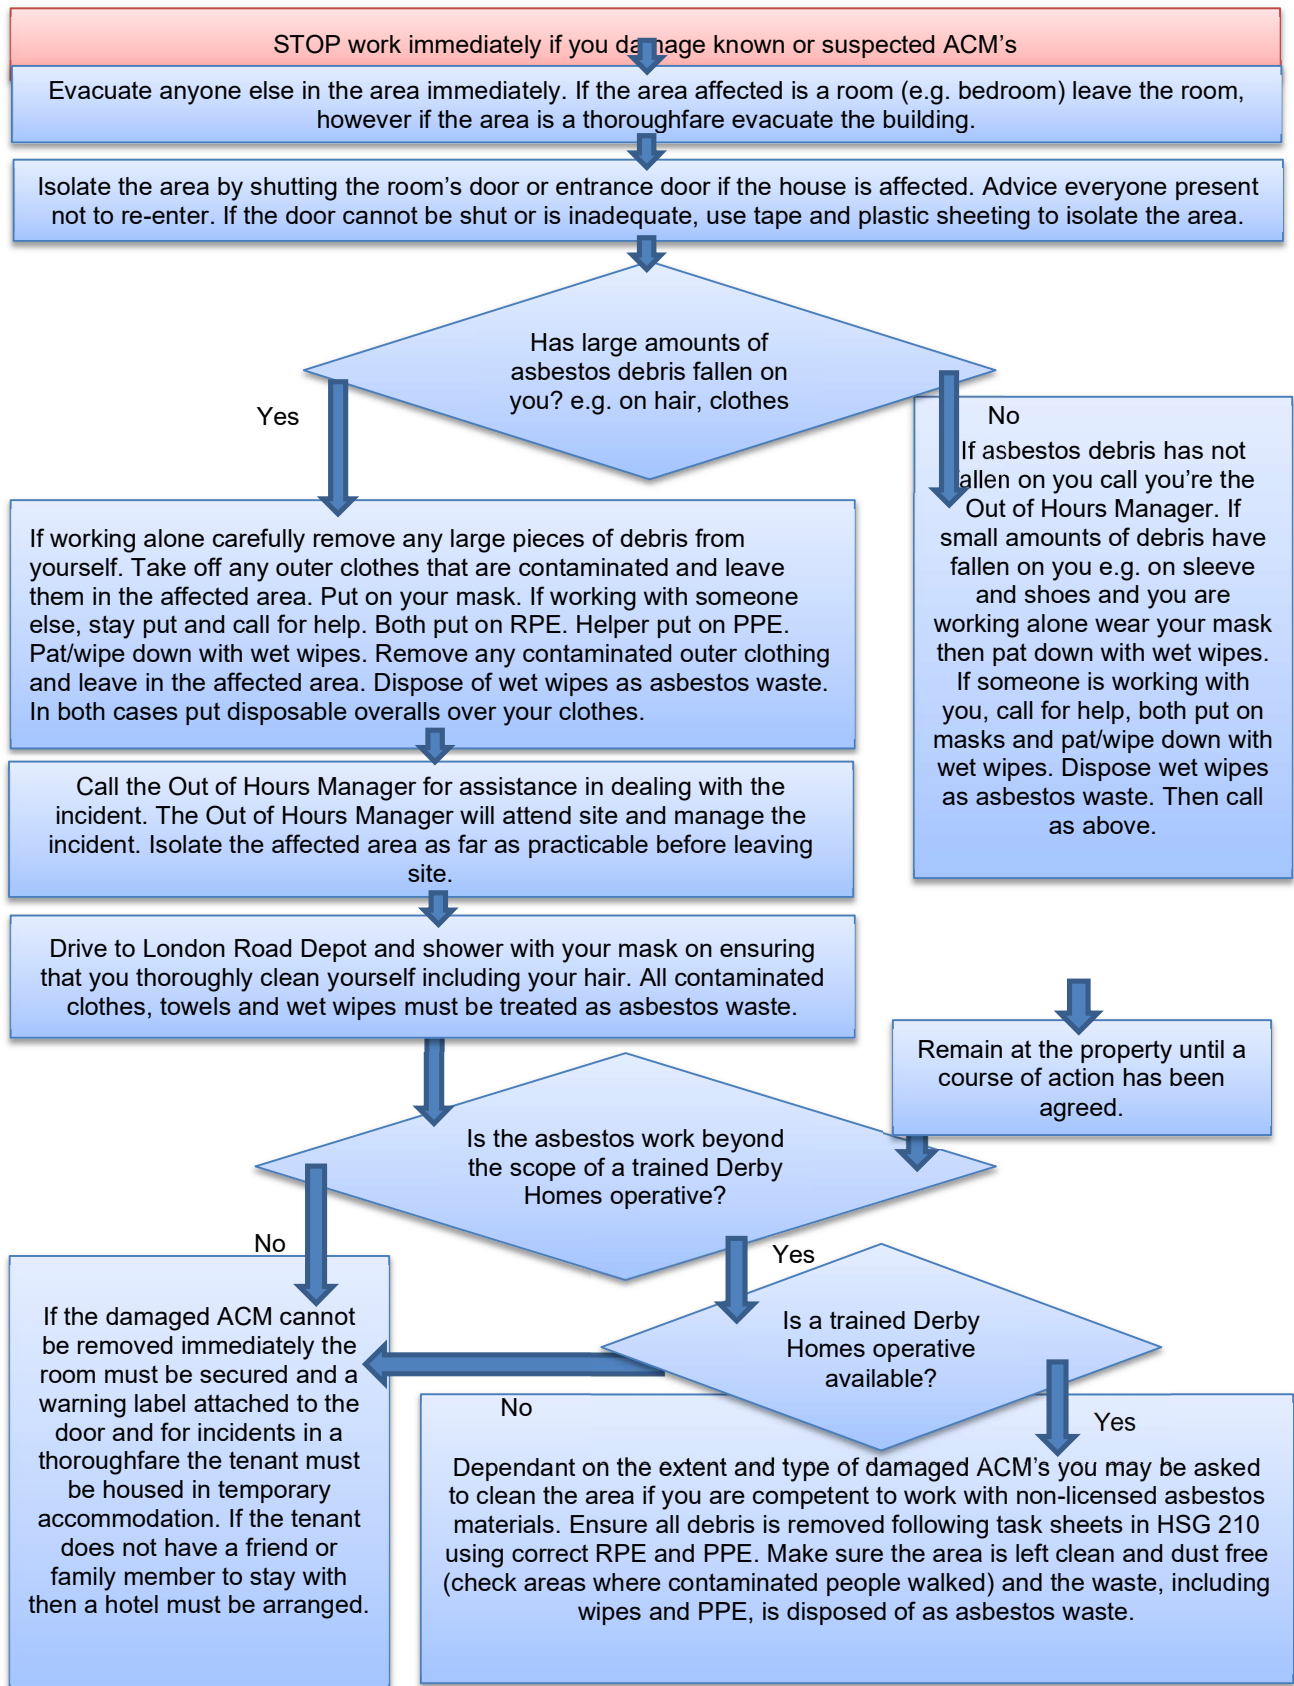 STOP work immediately if you damage known or suspected ACM's
Evacuate anyone else in the area immediately. If the area affected is a room (e.g. bedroom) leave the room,
however if the area is a thoroughfare evacuate the building.
Isolate the area by shutting the room's door or entrance door if the house is affected. Advice everyone present
not to re-enter. If the door cannot be shut or is inadequate, use tape and plastic sheeting to isolate the area.
Has large amounts of
asbestos debris fallen on
you? e.g. on hair, clothes
Yes
No
If working alone carefully remove any large pieces of debris from
yourself. Take off any outer clothes that are contaminated and leave
them in the affected area. Put on your mask. If working with someone
else, stay put and call for help. Both put on RPE. Helper put on PPE.
Pat/wipe down with wet wipes. Remove any contaminated outer clothing
and leave in the affected area. Dispose of wet wipes as asbestos waste.
In both cases put disposable overalls over your clothes.
If asbestos debris has not
fallen on you call you're the
Out of Hours Manager. If
small amounts of debris have
fallen on you e.g. on sleeve
and shoes and you are
working alone wear your mask
then pat down with wet wipes.
If someone is working with
you, call for help, both put on
masks and pat/wipe down with
wet wipes. Dispose wet wipes
as asbestos waste. Then call
as above.
Call the Out of Hours Manager for assistance in dealing with the
incident. The Out of Hours Manager will attend site and manage the
incident. Isolate the affected area as far as practicable before leaving
site.
Drive to London Road Depot and shower with your mask on ensuring
that you thoroughly clean yourself including your hair. All contaminated
clothes, towels and wet wipes must be treated as asbestos waste.
Remain at the property until a
course of action has been
agreed.
Is the asbestos work beyond
the scope of a trained Derby
Homes operative?
No
Yes
If the damaged ACM cannot
be removed immediately the
room must be secured and a
warning label attached to the
door and for incidents in a
thoroughfare the tenant must
be housed in temporary
accommodation. If the tenant
does not have a friend or
family member to stay with
then a hotel must be arranged.
Is a trained Derby
Homes operative
available?
No
Yes
Dependant on the extent and type of damaged ACM's you may be asked
to clean the area if you are competent to work with non-licensed asbestos
materials. Ensure all debris is removed following task sheets in HSG 210
using correct RPE and PPE. Make sure the area is left clean and dust free
(check areas where contaminated people walked) and the waste, including
wipes and PPE, is disposed of as asbestos waste.